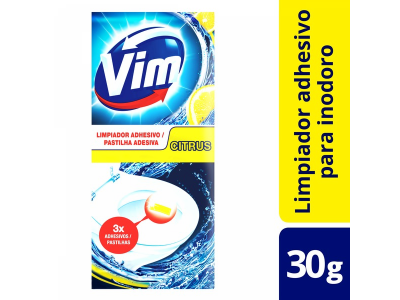 Vim
LIMPIADOR ADHESIVO /
PASTILHA ADESIVA
CITRUS
3x
ADHESIVOS /
PASTILHAS
Limpiador adhesivo
para inodoro
30g